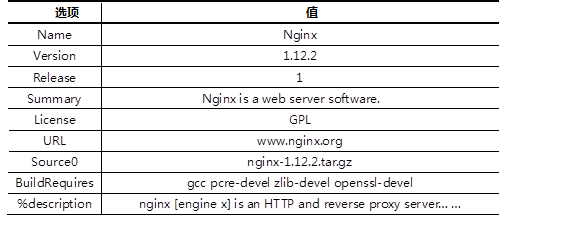 选项 值
Name Nginx
Version 1.12.2
Release 1
Summary Nginx is a web server software.
License GPL
URL www.nginx.org
Source0 nginx-1.12.2.tar.gz
BuildRequires gcc pcre-devel zlib-devel openssl-devel
%description nginx [engine x] is an HTTP and reverse proxy server… …